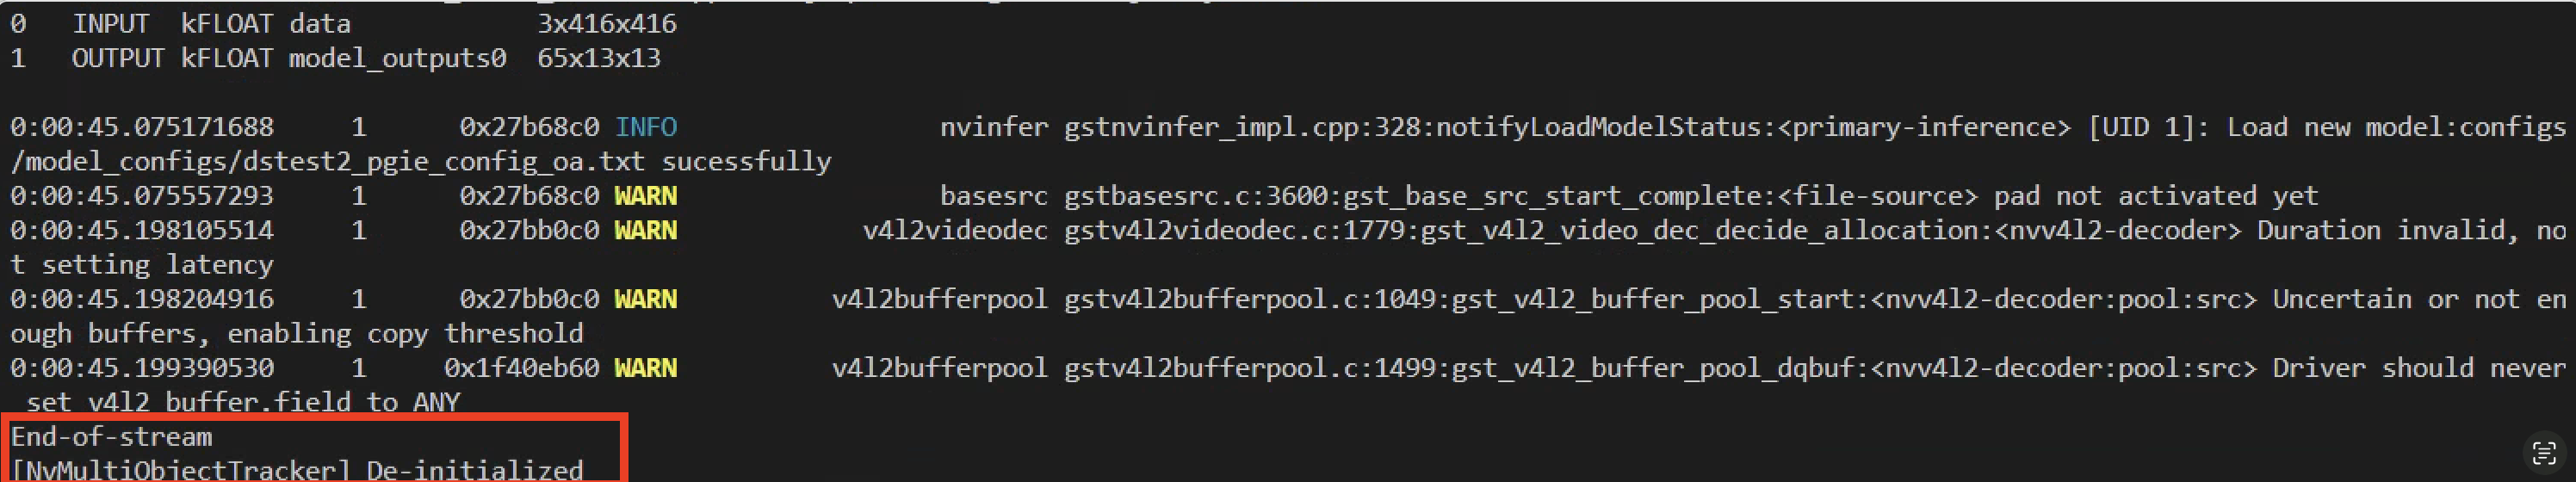 0   INPUT  kFLOAT data            3x416x416
1   OUTPUT kFLOAT model_outputs0  65x13x13
0:00:45.075171688     1      0x27b68c0 INFO                 nvinfer gstnvinfer_impl.cpp:328:notifyLoadModelStatus:<primary-inference> [UID 1]: Load new model:configs
/model_configs/dstest2_pgie_config_oa.txt sucessfully
0:00:45.075557293     1      0x27b68c0 WARN                 basesrc gstbasesrc.c:3600:gst_base_src_start_complete:<file-source> pad not activated yet
0:00:45.198105514     1      0x27bb0c0 WARN            v4l2videodec gstv4l2videodec.c:1779:gst_v4l2_video_dec_decide_allocation:<nvv4l2-decoder> Duration invalid, no
t setting latency
0:00:45.198204916     1      0x27bb0c0 WARN          v4l2bufferpool gstv4l2bufferpool.c:1049:gst_v4l2_buffer_pool_start:<nvv4l2-decoder:pool:src> Uncertain or not en
ough buffers, enabling copy threshold
0:00:45.199390530     1     0x1f40eb60 WARN          v4l2bufferpool gstv4l2bufferpool.c:1499:gst_v4l2_buffer_pool_dqbuf:<nvv4l2-decoder:pool:src> Driver should never
 set v4l2_buffer.field to ANY
End-of-stream
[NvMultiObjectTracker] De-initialized